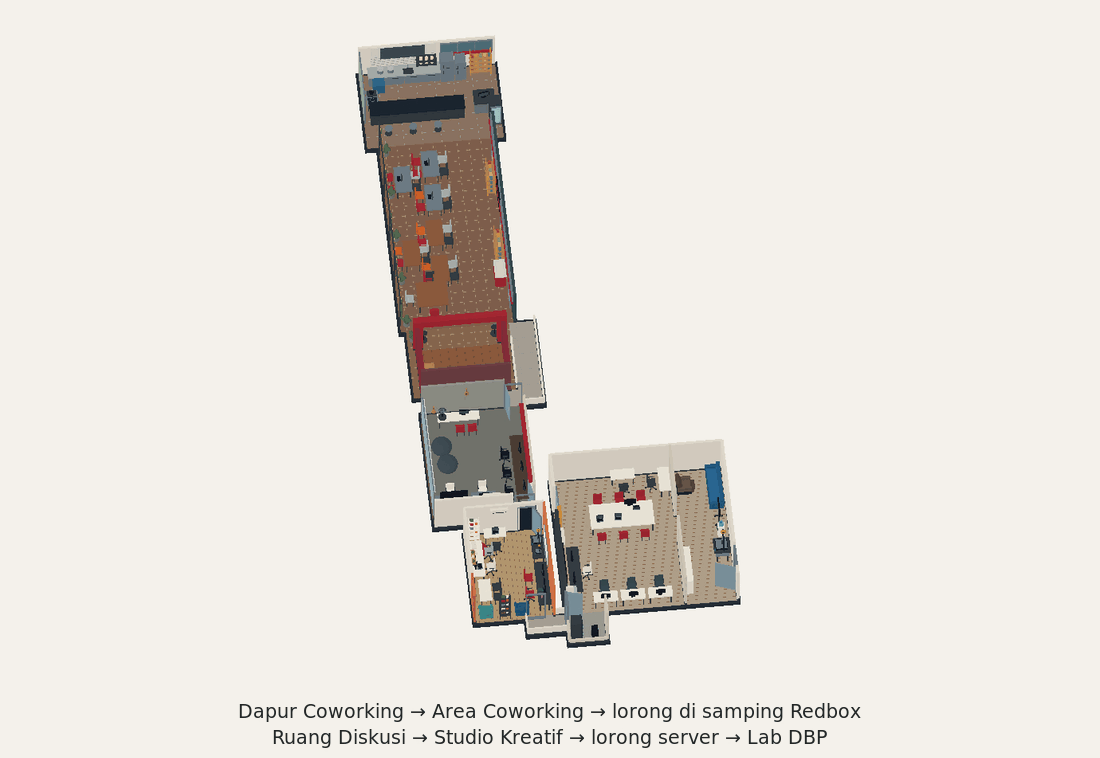 Dapur Coworking → Area Coworking → lorong di samping Redbox
Ruang Diskusi → Studio Kreatif → lorong server → Lab DBP